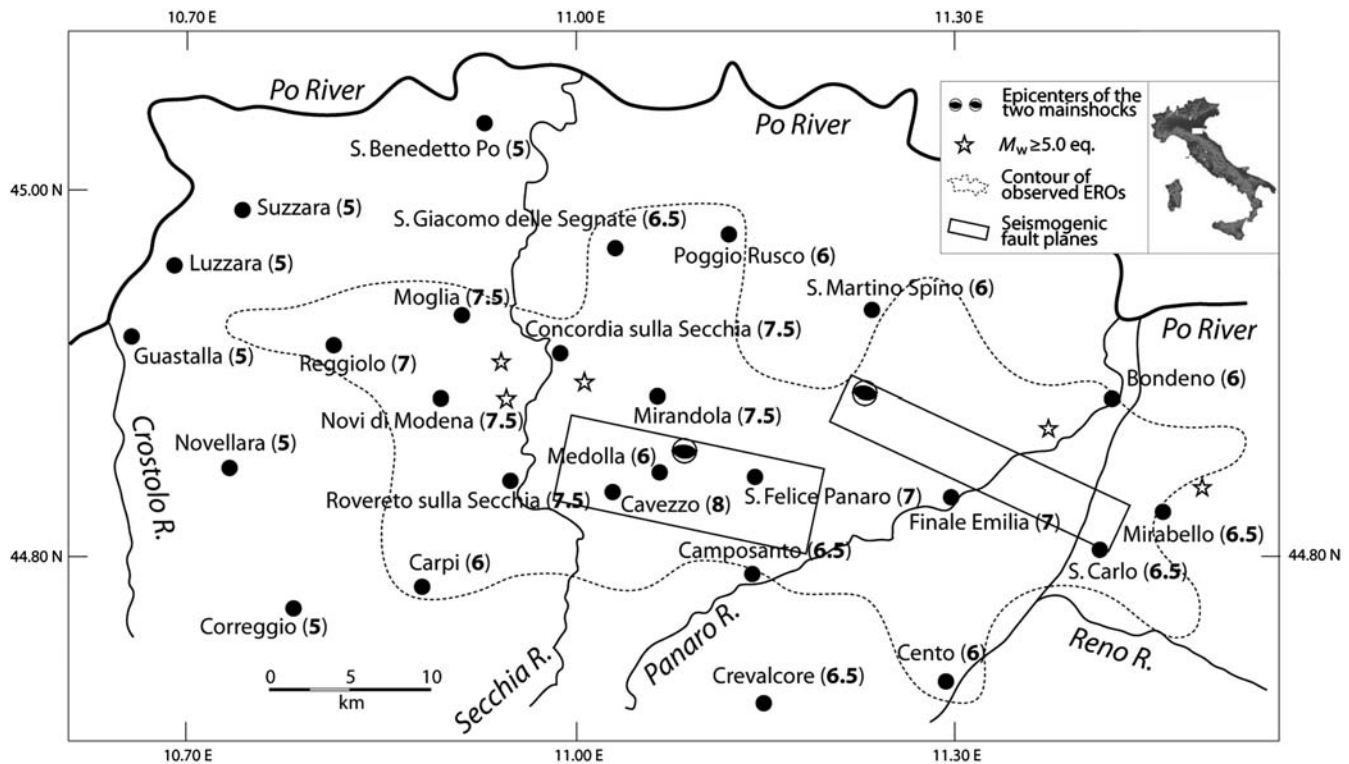 10.70 E
11.00 E
11.30 E
Po River
Po River
Epicenters of the
two mainshocks
Mw≥5.0 eq.
Contour of
observed EROs
Seismogenic
fault planes
S. Benedetto Po (5)
45.00 N
Suzzara (5)
S. Giacomo delle Segnate (6.5)
Poggio Rusco (6)
Luzzara (5)
S. Martino Spino (6)
Moglia (7.5)
Concordia sulla Secchia (7.5)
Po River
Guastalla (5)
Reggiolo (7)
Bondeno (6)
Novi di Modena (7.5)
Mirandola (7.5)
Crostolo R.
Novellara (5)
Medolla (6)
Rovereto sulla Secchia (7.5)
Cavezzo (8)
S. Felice Panaro (7)
Finale Emilia (7)
Mirabello (6.5)
44.80 N
Carpi (6)
Camposanto (6.5)
S. Carlo (6.5)
44.80 N
Correggio (5)
Secchia R.
Panaro R.
Cento (6)
Reno R.
Crevalcore (6.5)
0 5 10
km
10.70 E
11.00 E
11.30 E